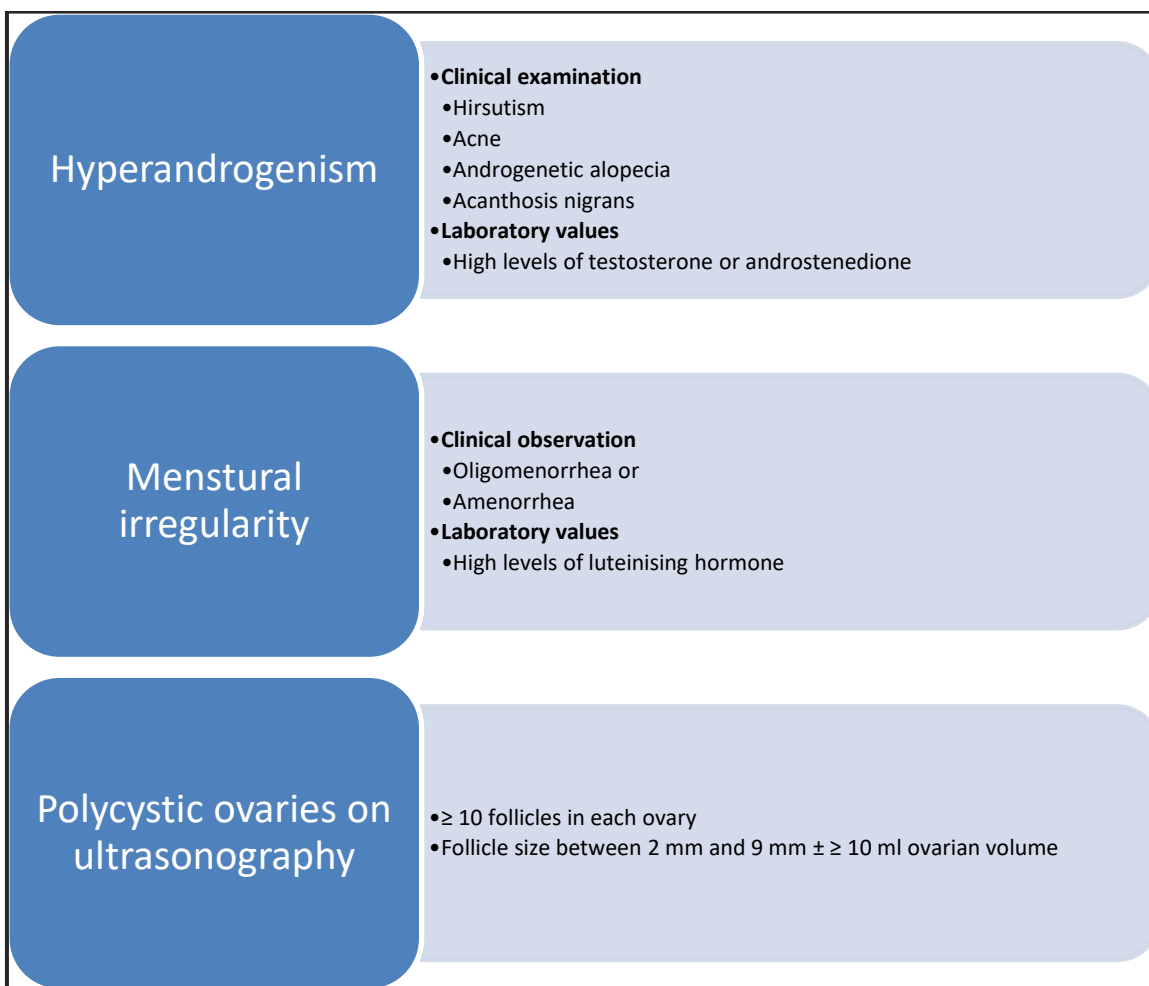 Hyperandrogenism
•Clinical examination
•Hirsutism
•Acne
•Androgenetic alopecia
•Acanthosis nigrans
•Laboratory values
•High levels of testosterone or androstenedione
Menstural
irregularity
•Clinical observation
•Oligomenorrhea or
•Amenorrhea
•Laboratory values
•High levels of luteinising hormone
Polycystic ovaries on
ultrasonography
•≥ 10 follicles in each ovary
•Follicle size between 2 mm and 9 mm ± ≥ 10 ml ovarian volume